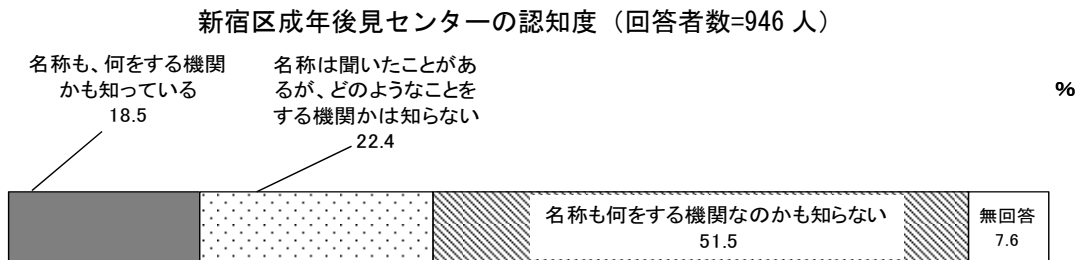 新宿区成年後見センターの認知度（回答者数=946 人）
名称も、何をする機関
かも知っている
18.5
名称は聞いたことがあ
るが、どのようなことを
する機関かは知らない
22.4
%
名称も何をする機関なのかも知らない
51.5
無回答
7.6